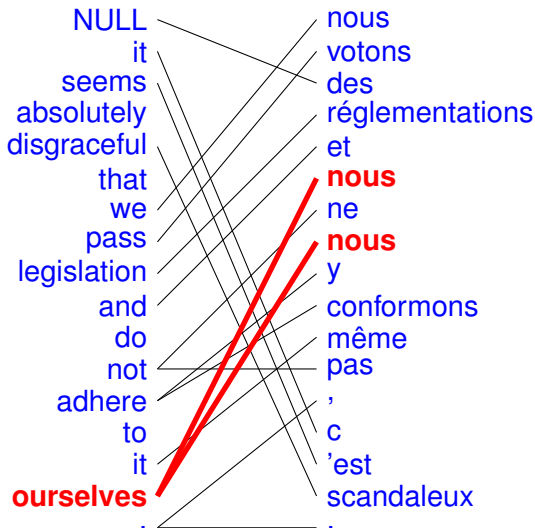 NULL
it
seems
absolutely
disgraceful
that
we
pass
legislation
and
do
not
adhere
to
it
ourselves
.
nous
votons
des
réglementations
et
nous
ne
nous
y
conformons
même
pas
,
c
'est
scandaleux
.